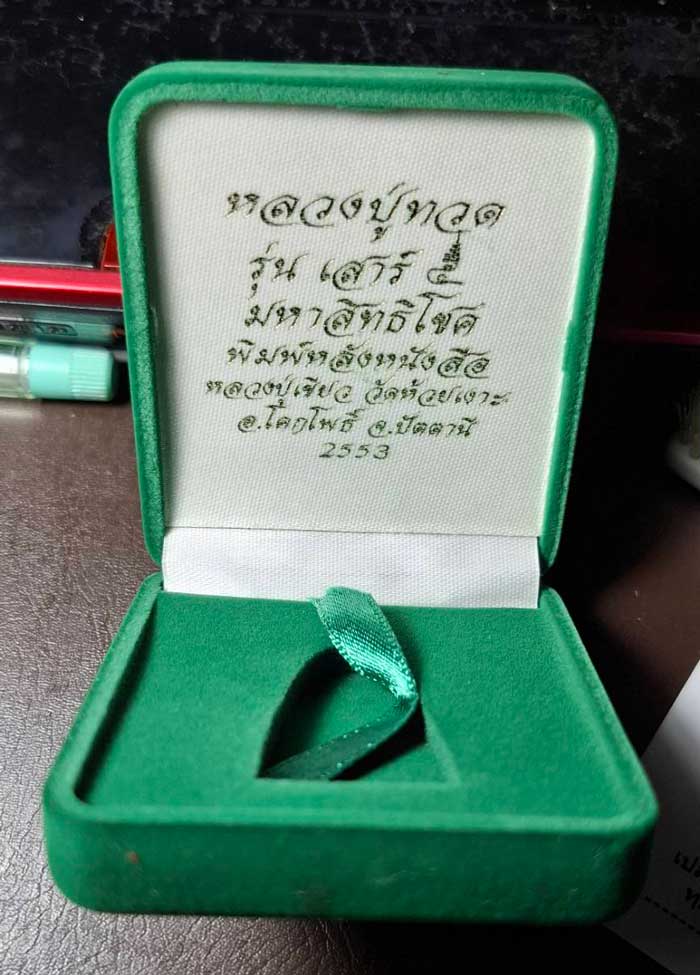 หลวงปู่ทวด
รุ่น เสาร์ ๕
มหาสิทธิโชค
พิมพ์หลังหนังสือ
หลวงปู่เขียว วัดห้วยเงาะ
อ.โคกโพธิ์ จ.ปัตตานี
2553